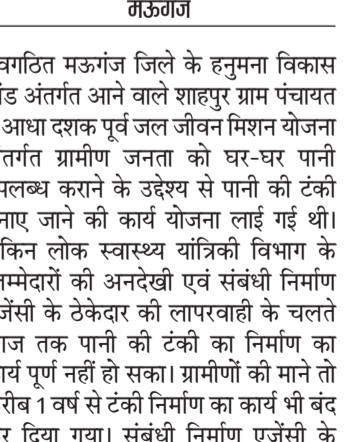 मऊगंज
वगठित मऊगंज जिले के हनुमना विकास
ंड अंतर्गत आने वाले शाहपुर ग्राम पंचायत
आधा दशक पूर्व जल जीवन मिशन योजना
ंतर्गत ग्रामीण जनता को घर-घर पानी
पलब्ध कराने के उद्देश्य से पानी की टंकी
नाए जाने की कार्य योजना लाई गई थी।
किन लोक स्वास्थ्य यांत्रिकी विभाग के
म्मेदारों की अनदेखी एवं संबंधी निर्माण
जेंसी के ठेकेदार की लापरवाही के चलते
ाज तक पानी की टंकी का निर्माण का
र्य पूर्ण नहीं हो सका। ग्रामीणों की माने तो
रीब 1 वर्ष से टंकी निर्माण का कार्य भी बंद
र दिया गया। संबंधी निर्माण एजेंसी के